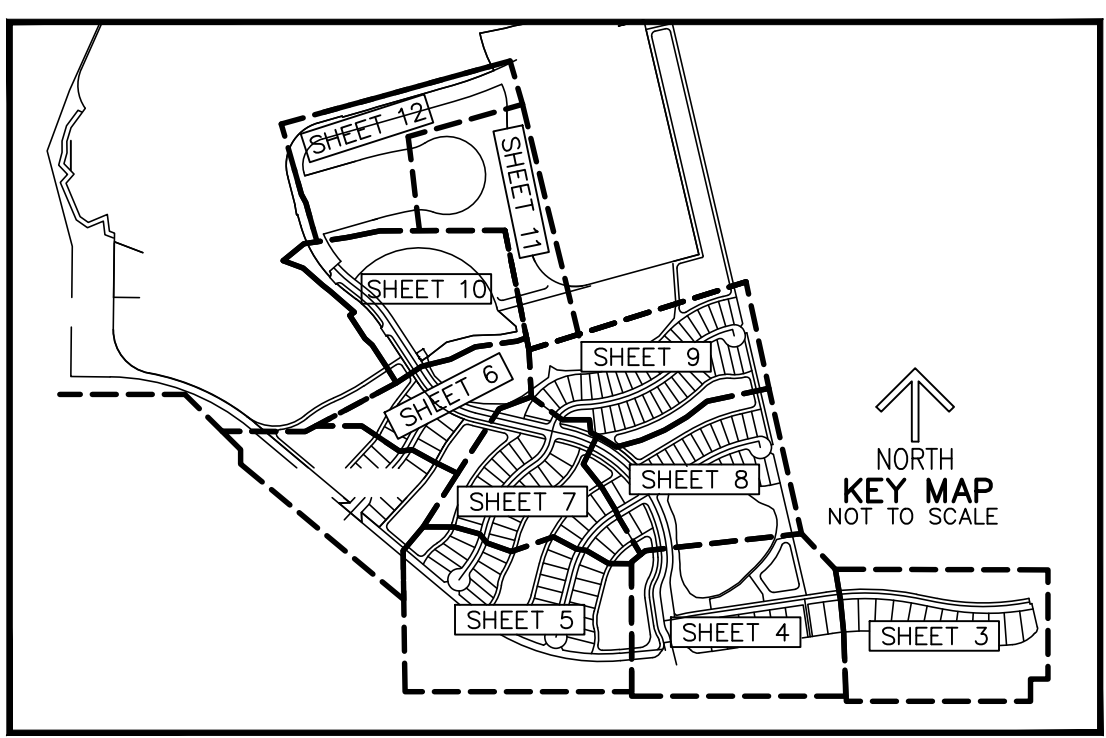 SHEET 12
SHEET 11
SHEET 10
SHEET 9
SHEET 6
SHEET 8
SHEET 7
SHEET 5
SHEET 4
SHEET 3
NORTH
KEY MAP
NOT TO SCALE